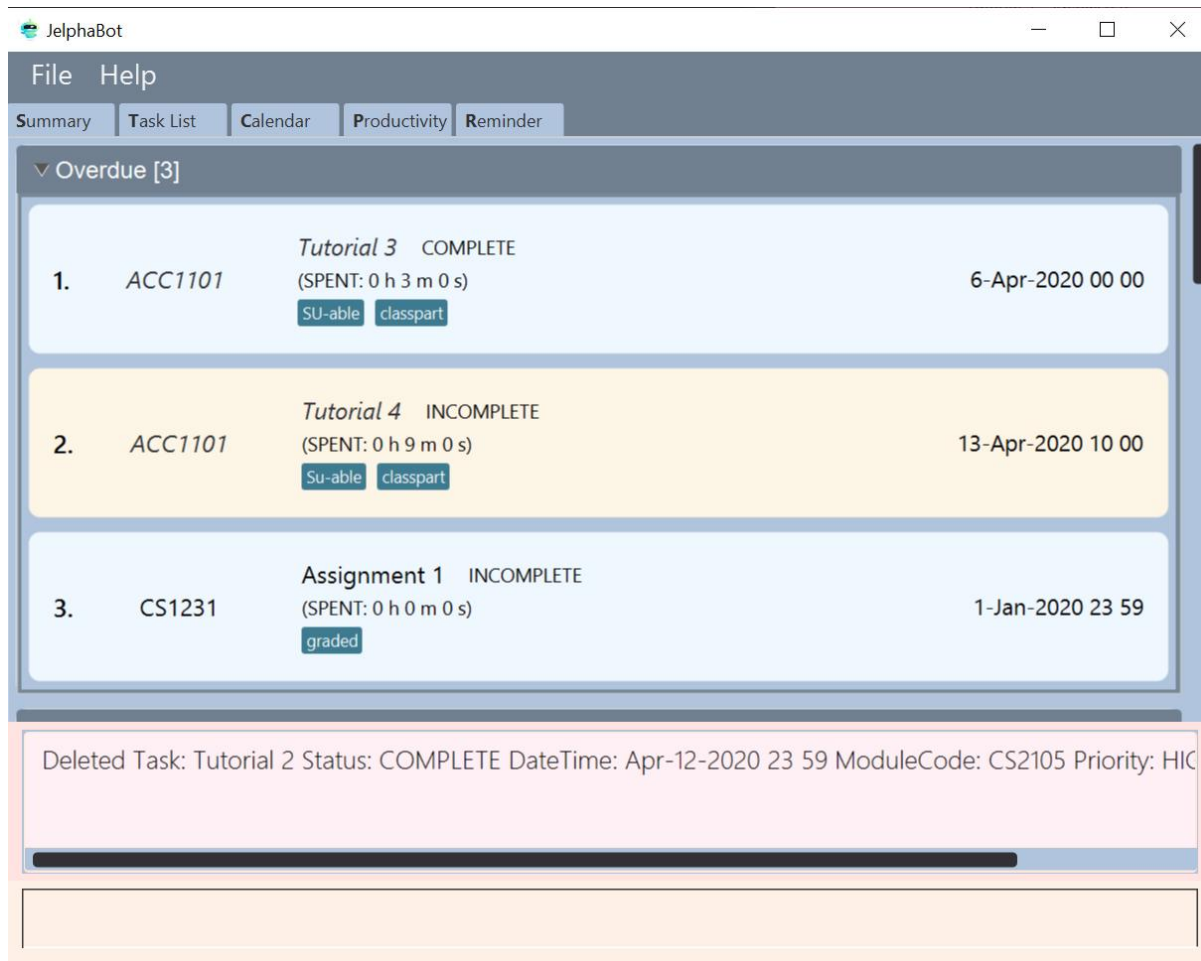 JelphaBot
File Help
Summary Task List Calendar Productivity Reminder
Overdue [3]
Tutorial 3 COMPLETE
1. ACC1101 (SPENT: 0 h 3 m 0 s) 6-Apr-2020 00 00
SU-able classpart
Tutorial 4 INCOMPLETE
2. ACC1101 (SPENT: 0 h 9 m 0 s) 13-Apr-2020 10 00
Su-able classpart
Assignment 1 INCOMPLETE
3. CS1231 (SPENT: 0 h 0 m 0 s) 1-Jan-2020 23 59
graded
Deleted Task: Tutorial 2 Status: COMPLETE DateTime: Apr-12-2020 23 59 ModuleCode: CS2105 Priority: